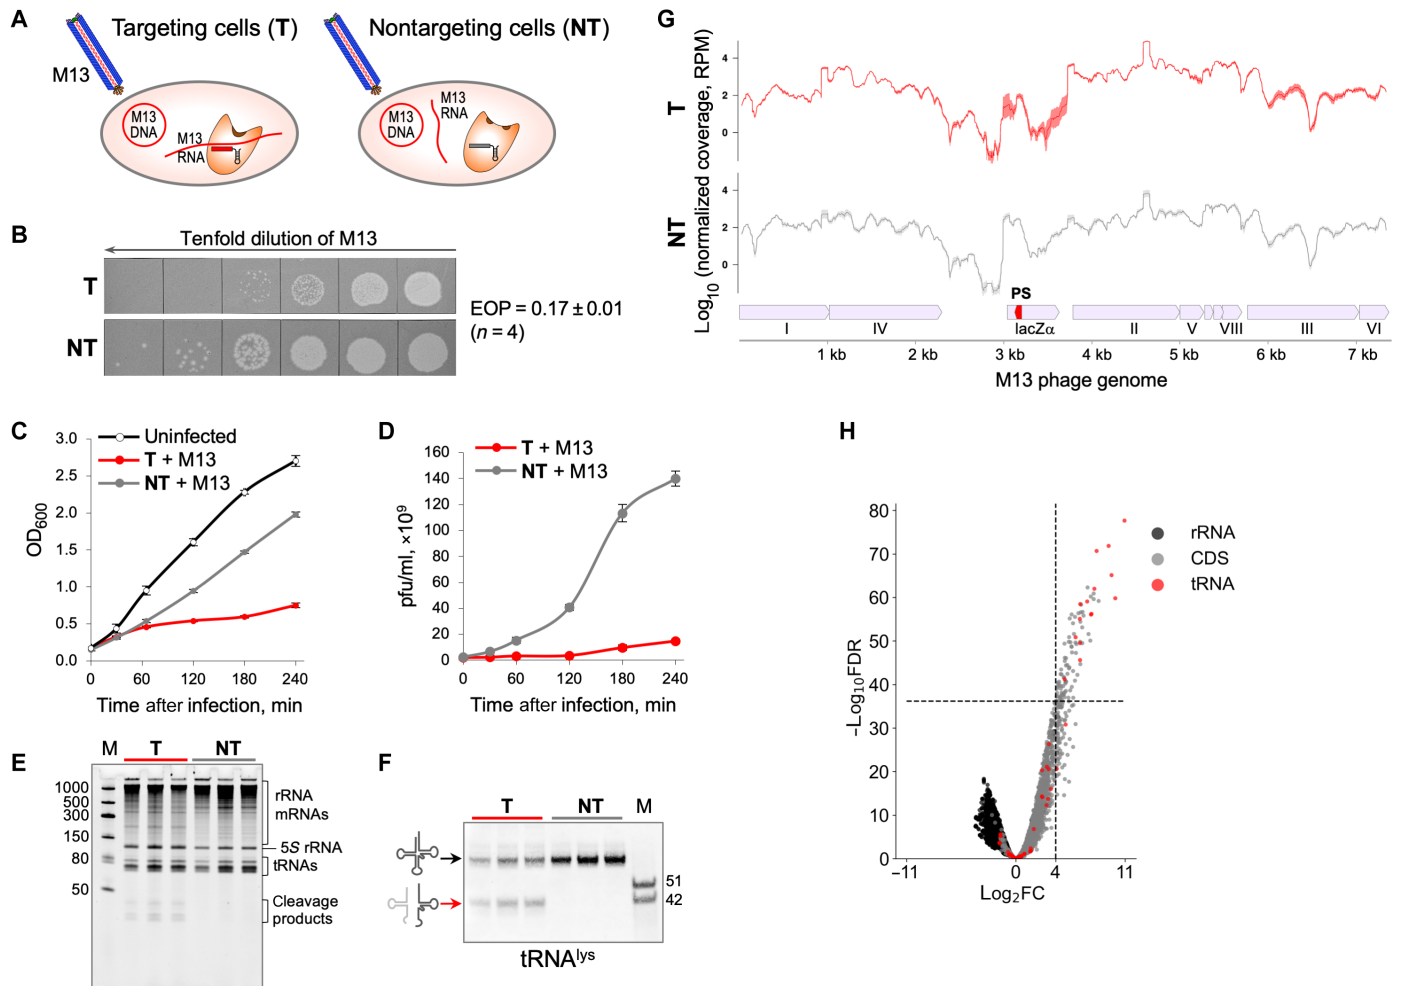 A
Targeting cells (T)
Nontargeting cells (NT)
M13
M13
DNA
M13
RNA
M13
DNA
M13
RNA
B
Tenfold dilution of M13
T
NT
EOP = 0.17 ± 0.01
(n = 4)
C
Uninfected
T + M13
NT + M13
3.0
2.5
2.0
1.5
1.0
0.5
0.0
OD600
0 60 120 180 240
Time after infection, min
D
T + M13
NT + M13
160
140
120
100
80
60
40
20
0
pfu/ml, ×10⁹
0 60 120 180 240
Time after infection, min
E
M T NT
1000
500
300
150
80
50
rRNA
mRNAs
5S rRNA
tRNAs
Cleavage
products
F
T NT M
51
42
tRNAlys
G
Log10 (normalized coverage, RPM)
T
4
2
0
NT
4
2
0
PS
I IV lacZα II V VIII III VI
1 kb 2 kb 3 kb 4 kb 5 kb 6 kb 7 kb
M13 phage genome
H
80
70
60
50
40
30
20
10
0
−Log10FDR
−11 0 4 11
Log2FC
rRNA
CDS
tRNA